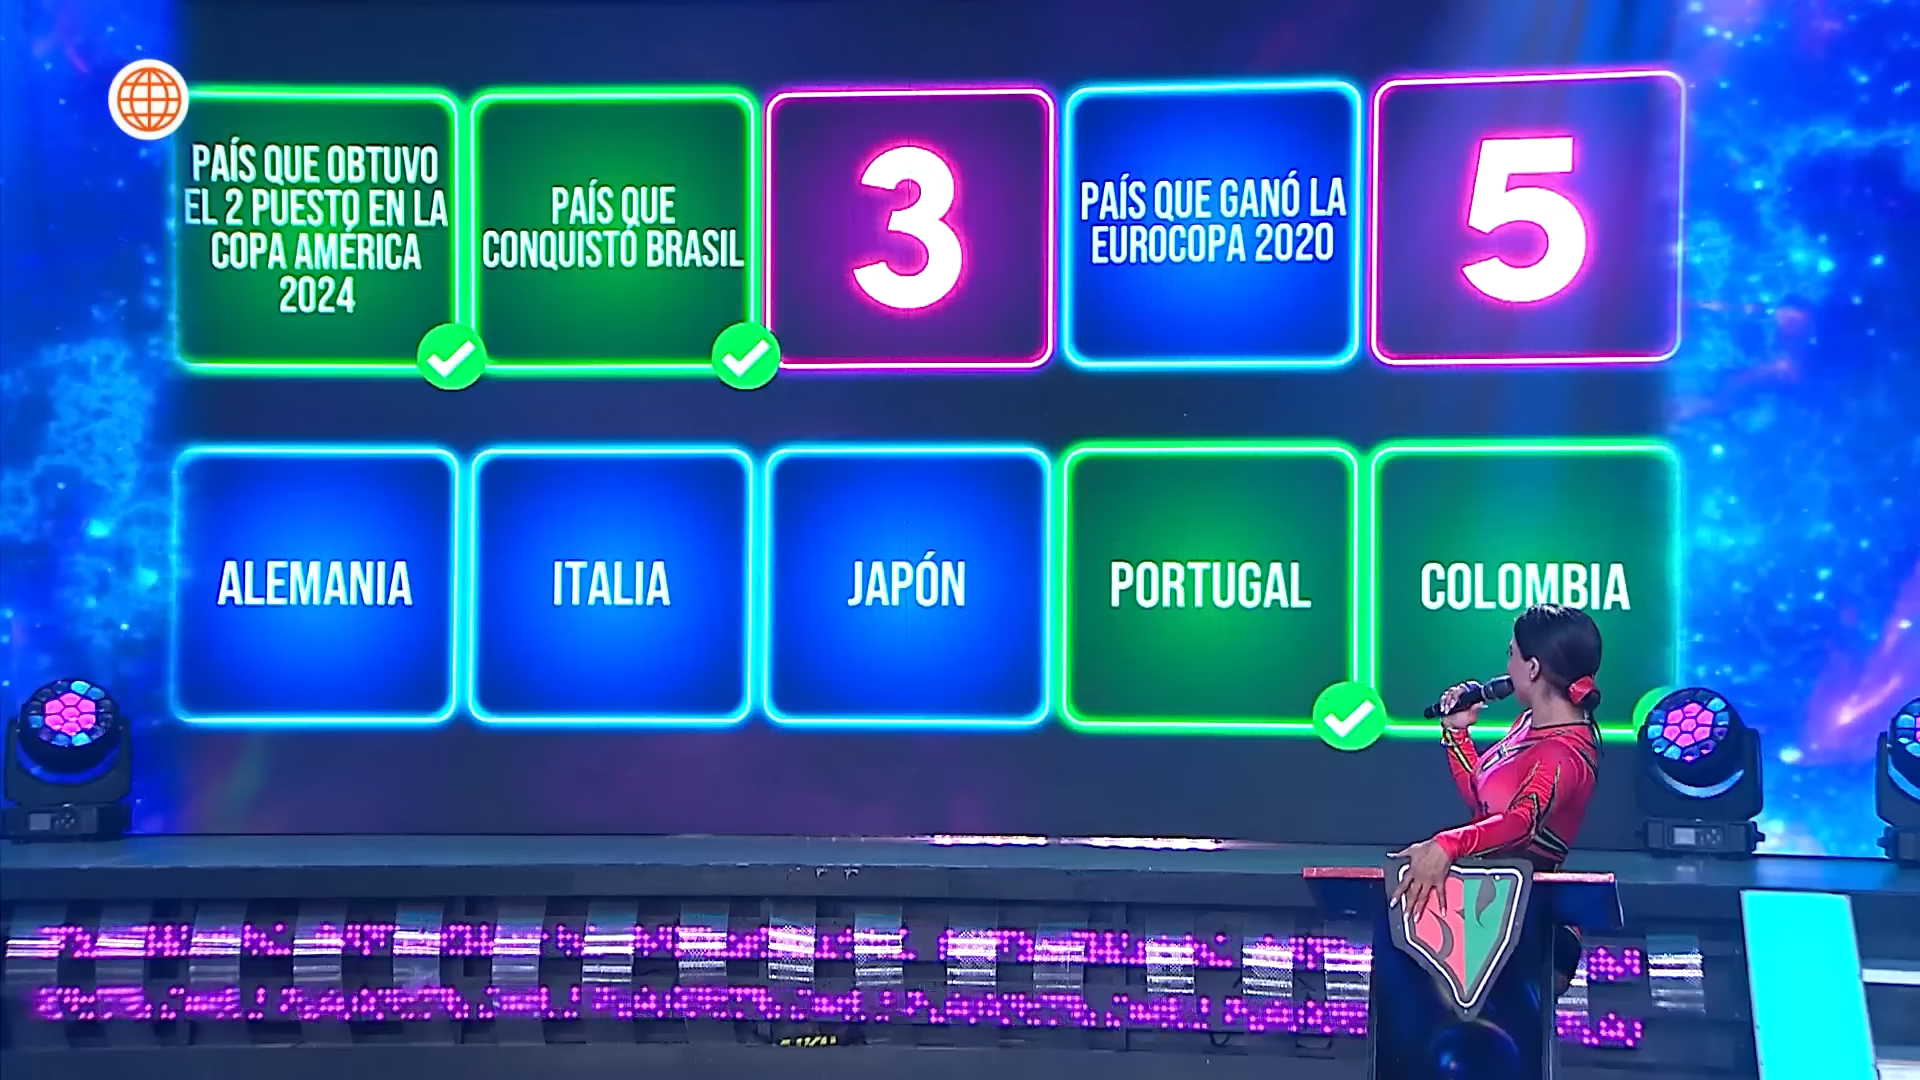 PAÍS QUE OBTUVO
EL 2 PUESTO EN LA
COPA AMÉRICA
2024
PAÍS QUE
CONQUISTÓ BRASIL
3
PAÍS QUE GANÓ LA
EUROCOPA 2020
5
ALEMANIA
ITALIA
JAPÓN
PORTUGAL
COLOMBIA